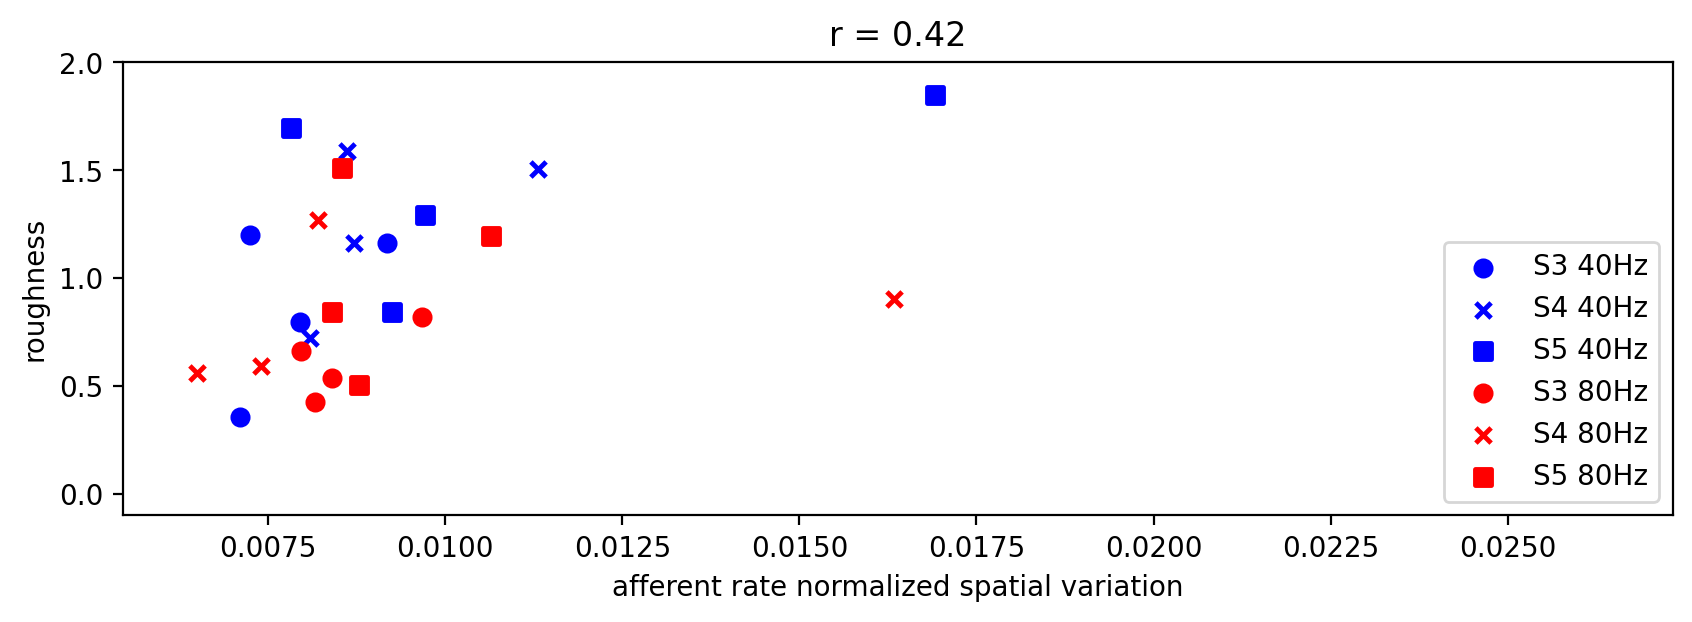 r = 0.42
2.0
1.5
1.0
0.5
0.0
roughness
S3 40Hz
S4 40Hz
S5 40Hz
S3 80Hz
S4 80Hz
S5 80Hz
0.0075 0.0100 0.0125 0.0150 0.0175 0.0200 0.0225 0.0250
afferent rate normalized spatial variation